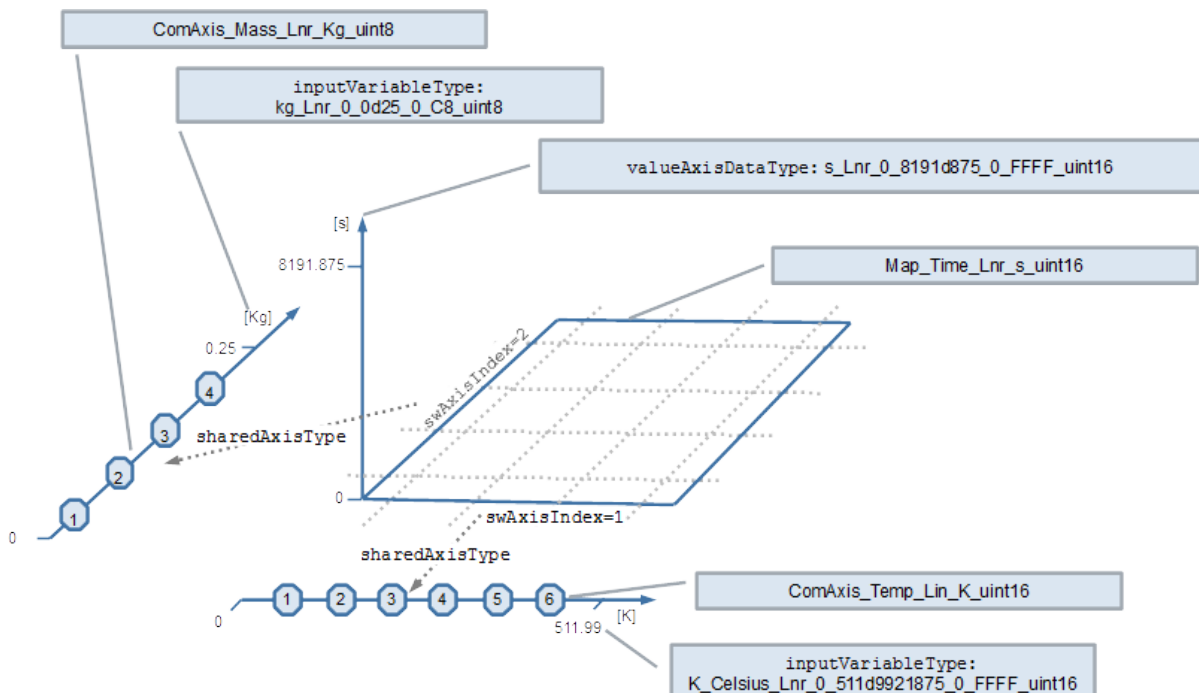 ComAxis_Mass_Lnr_Kg_uint8
inputVariableType:
kg_Lnr_0_0d25_0_C8_uint8
valueAxisDataType: s_Lnr_0_8191d875_0_FFFF_uint16
[s]
8191.875
Map_Time_Lnr_s_uint16
[Kg]
0.25
swAxisIndex=2
4
3
sharedAxisType
2
1
0
0
swAxisIndex=1
sharedAxisType
1 2 3 4 5 6
ComAxis_Temp_Lin_K_uint16
0
511.99
[K]
inputVariableType:
K_Celsius_Lnr_0_511d9921875_0_FFFF_uint16